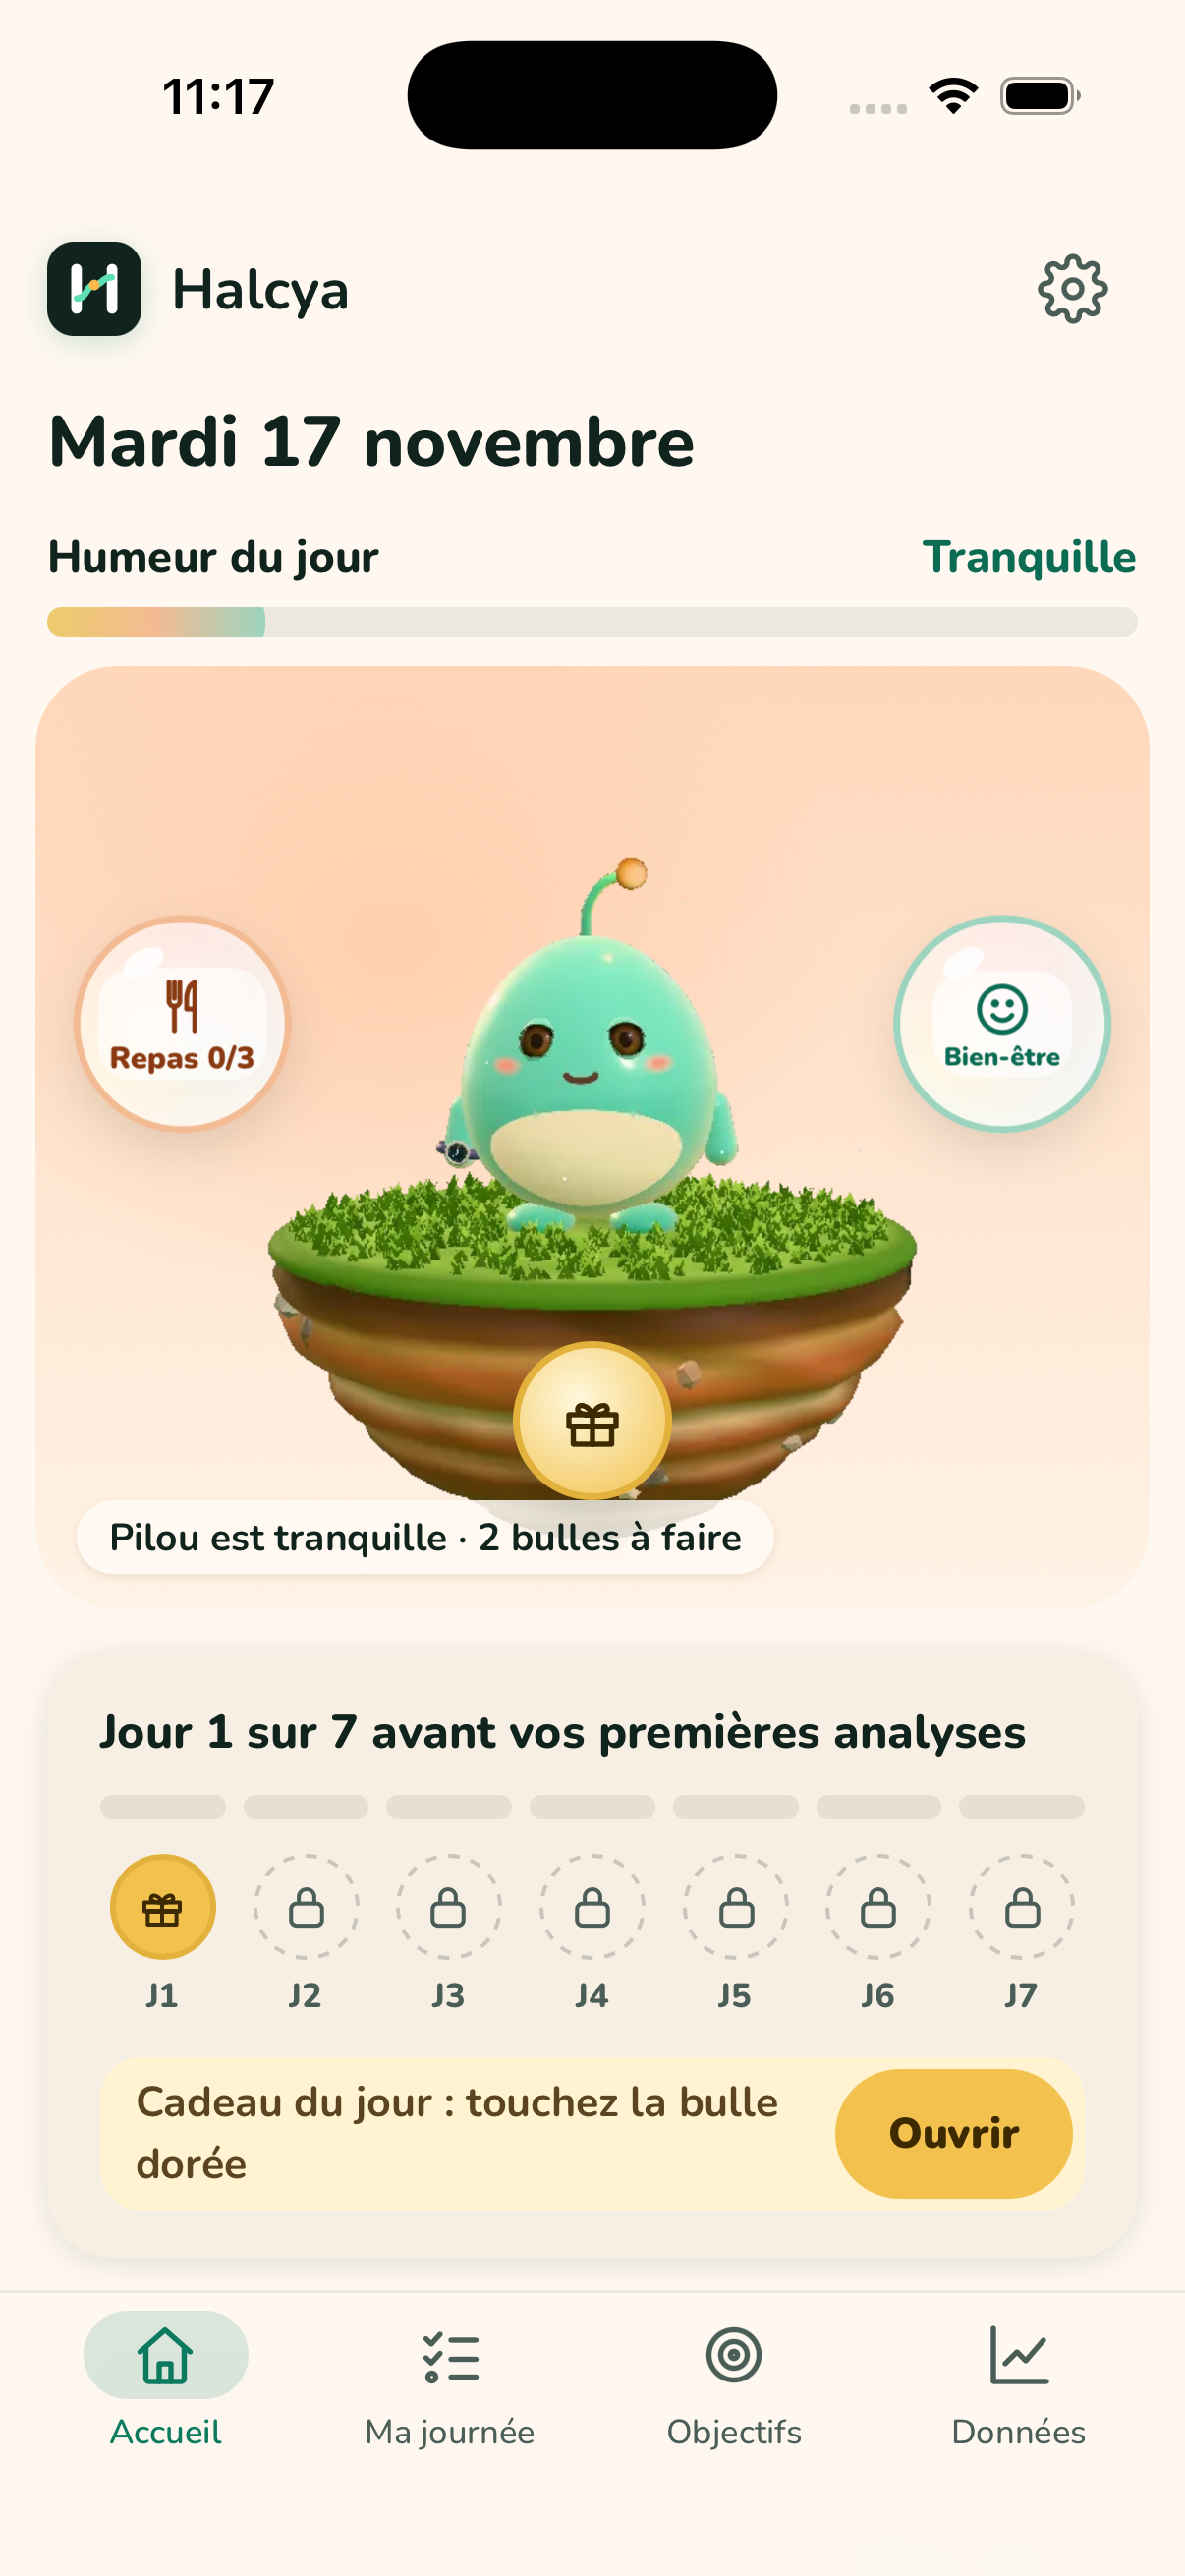 11:17
Halcya
Mardi 17 novembre
Humeur du jour
Tranquille
Repas 0/3
Bien-être
Pilou est tranquille · 2 bulles à faire
Jour 1 sur 7 avant vos premières analyses
J1
J2
J3
J4
J5
J6
J7
Cadeau du jour : touchez la bulle
dorée
Ouvrir
Accueil
Ma journée
Objectifs
Données